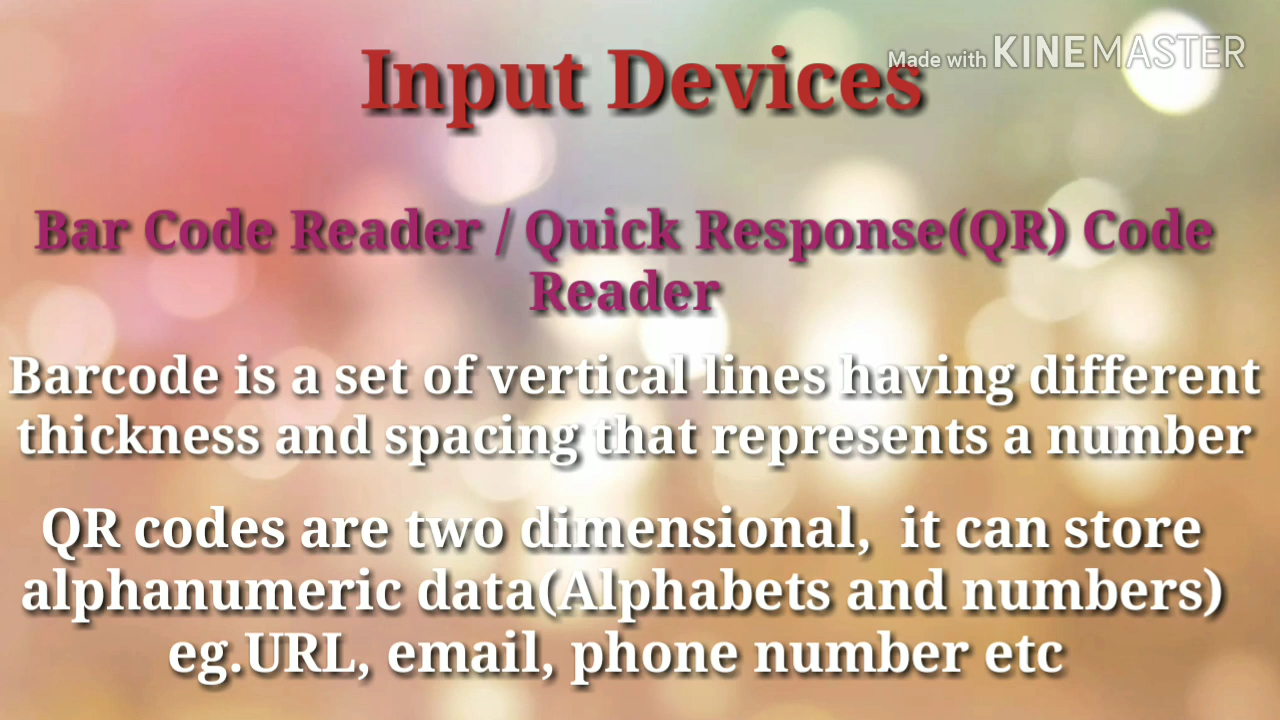 Input Devices
Made with KINEMASTER
Bar Code Reader / Quick Response(QR) Code
Reader
Barcode is a set of vertical lines having different
thickness and spacing that represents a number
QR codes are two dimensional,  it can store
alphanumeric data(Alphabets and numbers)
eg.URL, email, phone number etc